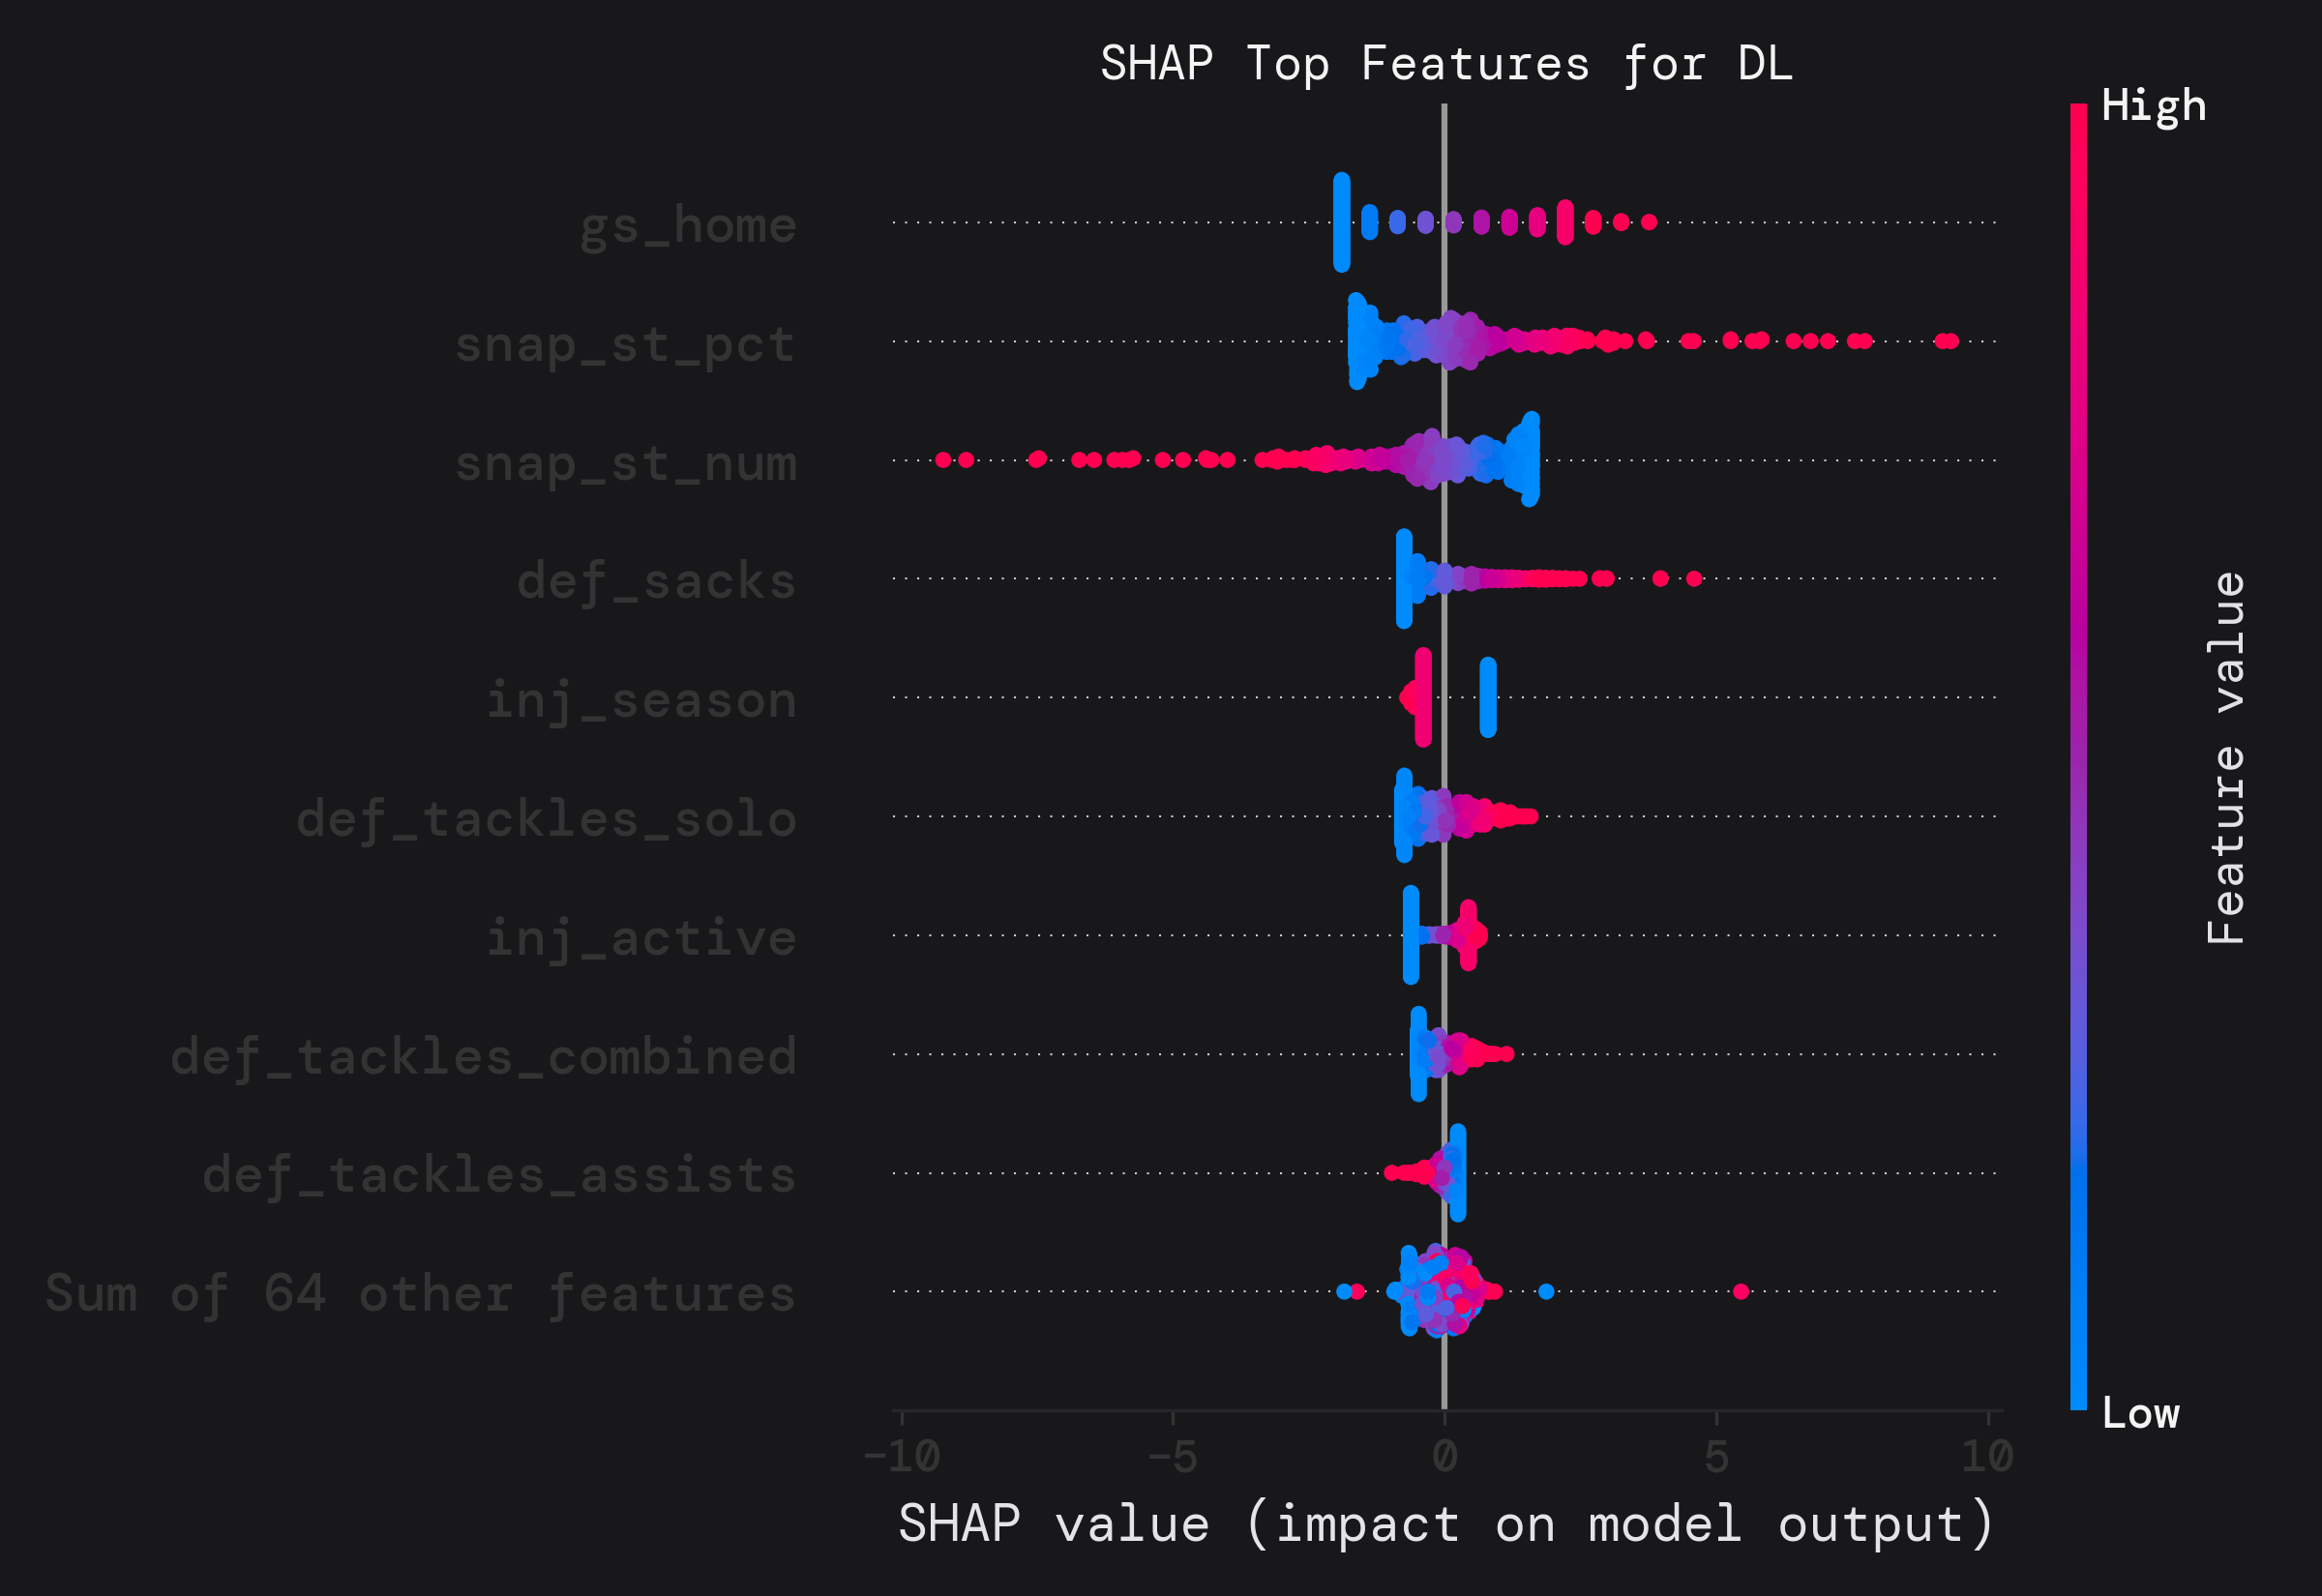 SHAP Top Features for DL
High
gs_home
snap_st_pct
snap_st_num
def_sacks
inj_season
def_tackles_solo
inj_active
def_tackles_combined
def_tackles_assists
Sum of 64 other features
Feature value
Low
−10 −5 0 5 10
SHAP value (impact on model output)